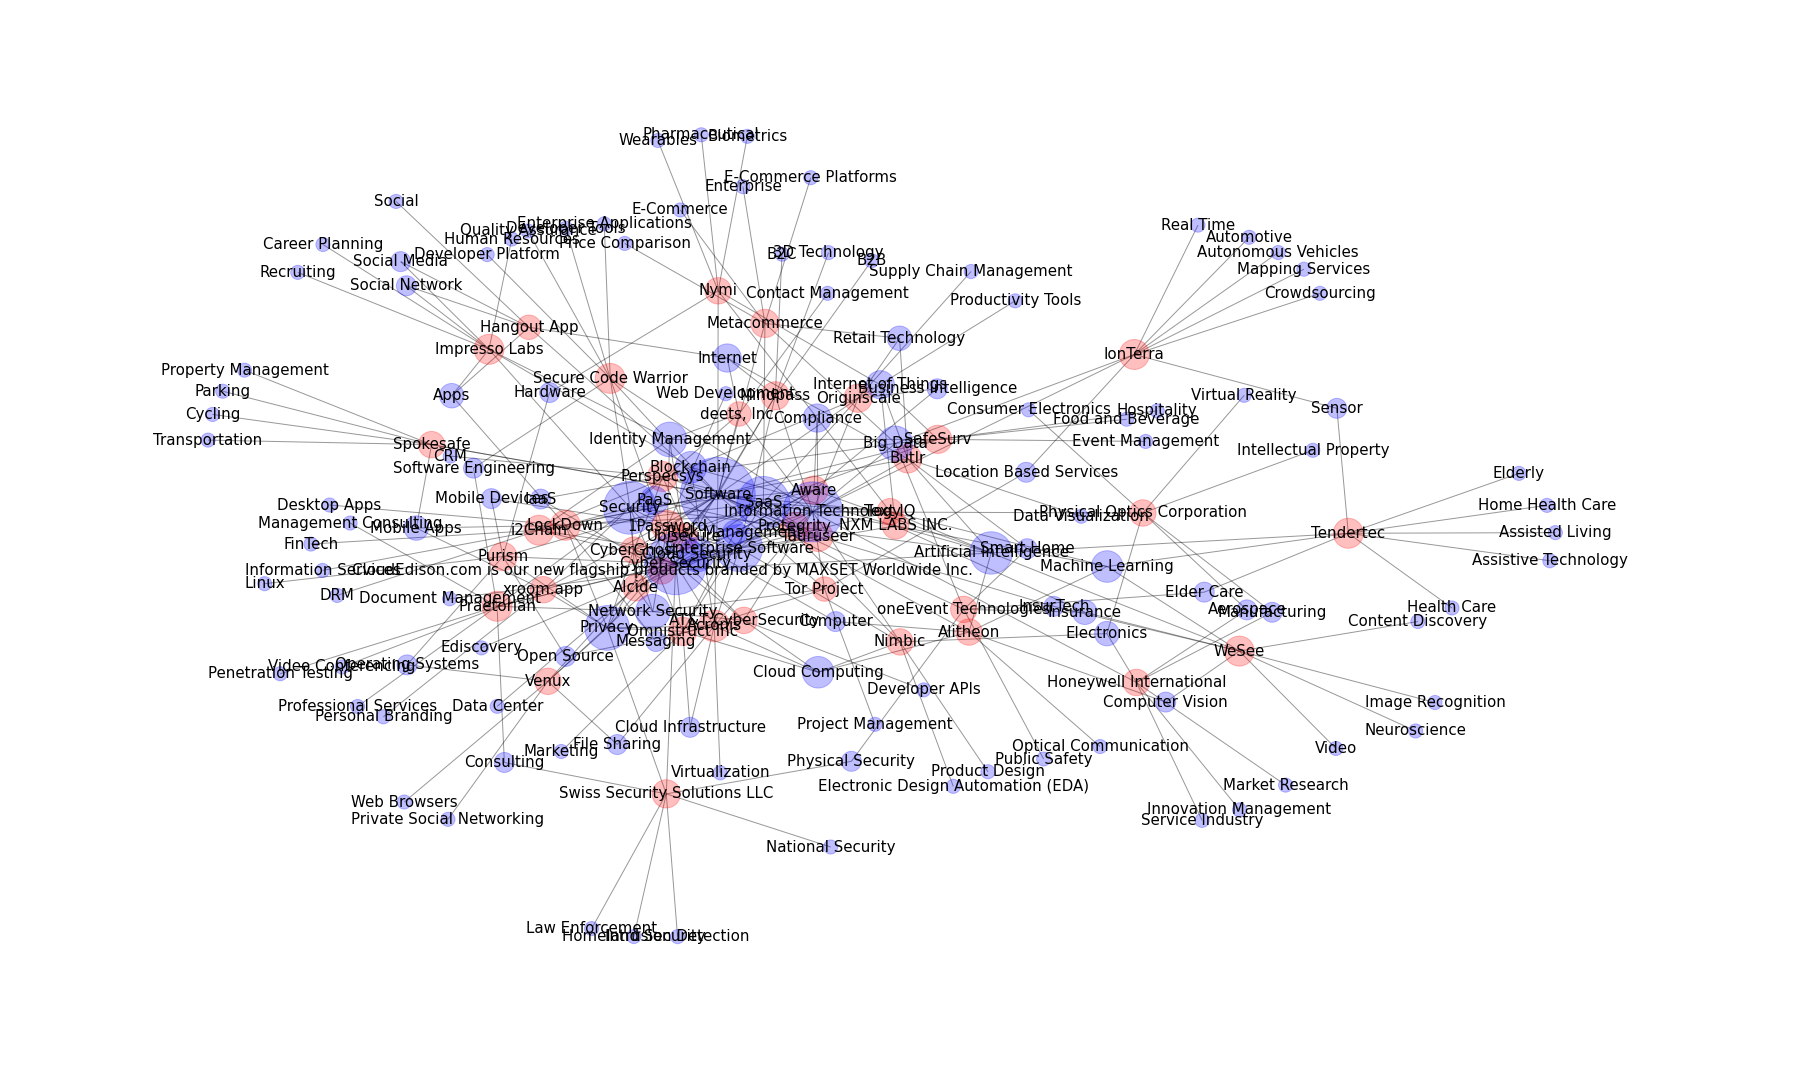 Pharmaceutical
Biometrics
Wearables
E-Commerce Platforms
Enterprise
Social
E-Commerce
Enterprise Applications
Real Time
Developer Tools
Quality Assurance
Automotive
Human Resources
Price Comparison
Career Planning
Developer Platform
3D Technology
B2C
Autonomous Vehicles
Social Media
B2B
Mapping Services
Recruiting
Supply Chain Management
Social Network
Nymi
Contact Management
Crowdsourcing
Productivity Tools
Metacommerce
Hangout App
Retail Technology
Impresso Labs
IonTerra
Internet
Property Management
Secure Code Warrior
Internet of Things
Business Intelligence
Parking
Apps
Hardware
Web Development
Mindpass
Originscale
Virtual Reality
Cycling
deets, Inc.
Compliance
Consumer Electronics
Hospitality
Sensor
Food and Beverage
Transportation
Spokesafe
Identity Management
Big Data
SafeSurv
Event Management
Intellectual Property
CRM
Butlr
Software Engineering
Blockchain
Location Based Services
Elderly
Perspecsys
Mobile Devices
IaaS
PaaS
Software
SaaS
Aware
Desktop Apps
Security
Information Technology
Text IQ
Data Visualization
Physical Optics Corporation
Home Health Care
Management Consulting
Mobile Apps
i2Chain
LockDown
1Password
Protegrity
NXM LABS INC.
Tendertec
Assisted Living
Ubisecure
Risk Management
FinTech
Purism
CyberGhost
Enterprise Software
Cloud Security
Artificial Intelligence
Smart Home
Assistive Technology
Cyber Security
Information Services
CloudEdison.com is our new flagship products branded by MAXSET Worldwide Inc.
Machine Learning
Linux
DRM
Document Management
xroom.app
Alcide
Tor Project
Elder Care
Praetorian
Network Security
oneEvent Technologies
InsurTech
Insurance
Aerospace
Manufacturing
Health Care
Privacy
Acronis
Computer
Content Discovery
Omnistruct Inc
Messaging
Nimbic
Alitheon
Electronics
Ediscovery
Open Source
WeSee
Video Conferencing
Operating Systems
Penetration Testing
Venux
Cloud Computing
Honeywell International
Developer APIs
Professional Services
Data Center
Computer Vision
Image Recognition
Personal Branding
Cloud Infrastructure
Project Management
Neuroscience
Marketing
File Sharing
Optical Communication
Video
Consulting
Physical Security
Public Safety
Virtualization
Product Design
Swiss Security Solutions LLC
Electronic Design Automation (EDA)
Market Research
Web Browsers
Innovation Management
Private Social Networking
Service Industry
National Security
Law Enforcement
Homeland Security
Intrusion Detection